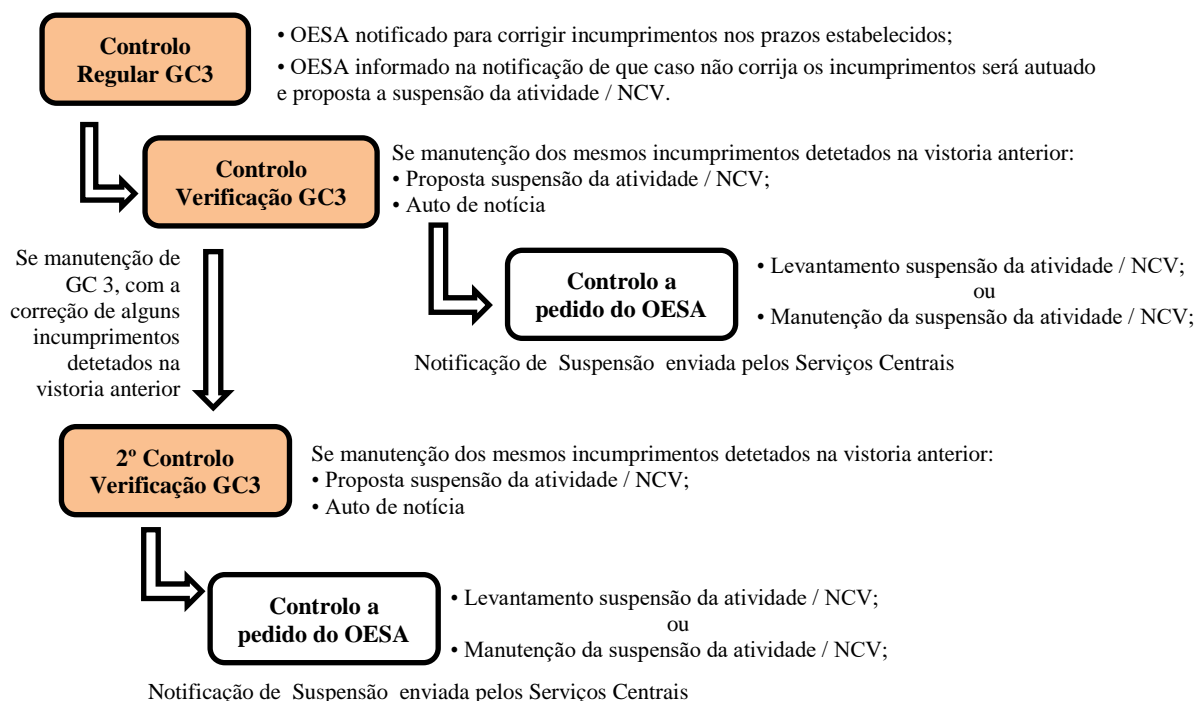 Controlo
Regular GC3
• OESA notificado para corrigir incumprimentos nos prazos estabelecidos;
• OESA informado na notificação de que caso não corrija os incumprimentos será autuado
e proposta a suspensão da atividade / NCV.
Controlo
Verificação GC3
Se manutenção dos mesmos incumprimentos detetados na vistoria anterior:
• Proposta suspensão da atividade / NCV;
• Auto de notícia
Se manutenção de
GC 3, com a
correção de alguns
incumprimentos
detetados na
vistoria anterior
Controlo a
pedido do OESA
• Levantamento suspensão da atividade / NCV;
ou
• Manutenção da suspensão da atividade / NCV;
Notificação de Suspensão enviada pelos Serviços Centrais
2º Controlo
Verificação GC3
Se manutenção dos mesmos incumprimentos detetados na vistoria anterior:
• Proposta suspensão da atividade / NCV;
• Auto de notícia
Controlo a
pedido do OESA
• Levantamento suspensão da atividade / NCV;
ou
• Manutenção da suspensão da atividade / NCV;
Notificação de Suspensão enviada pelos Serviços Centrais